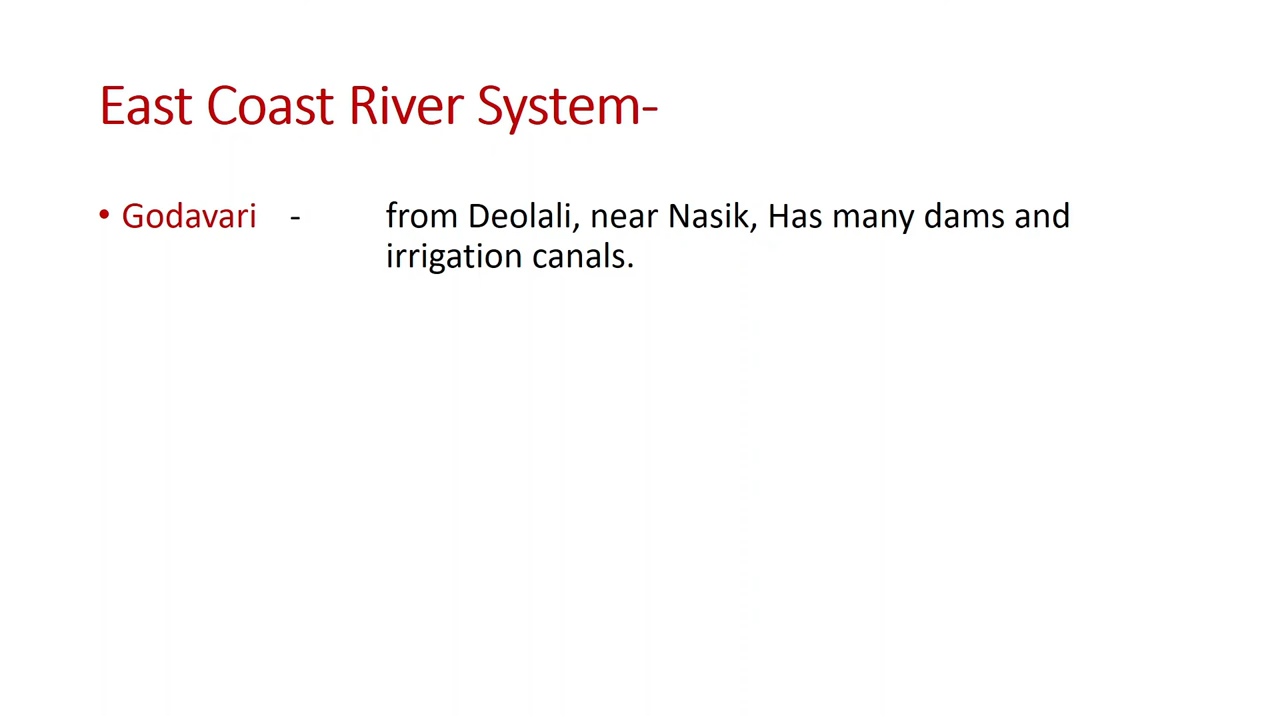 East Coast River System-
• Godavari - from Deolali, near Nasik, Has many dams and
irrigation canals.